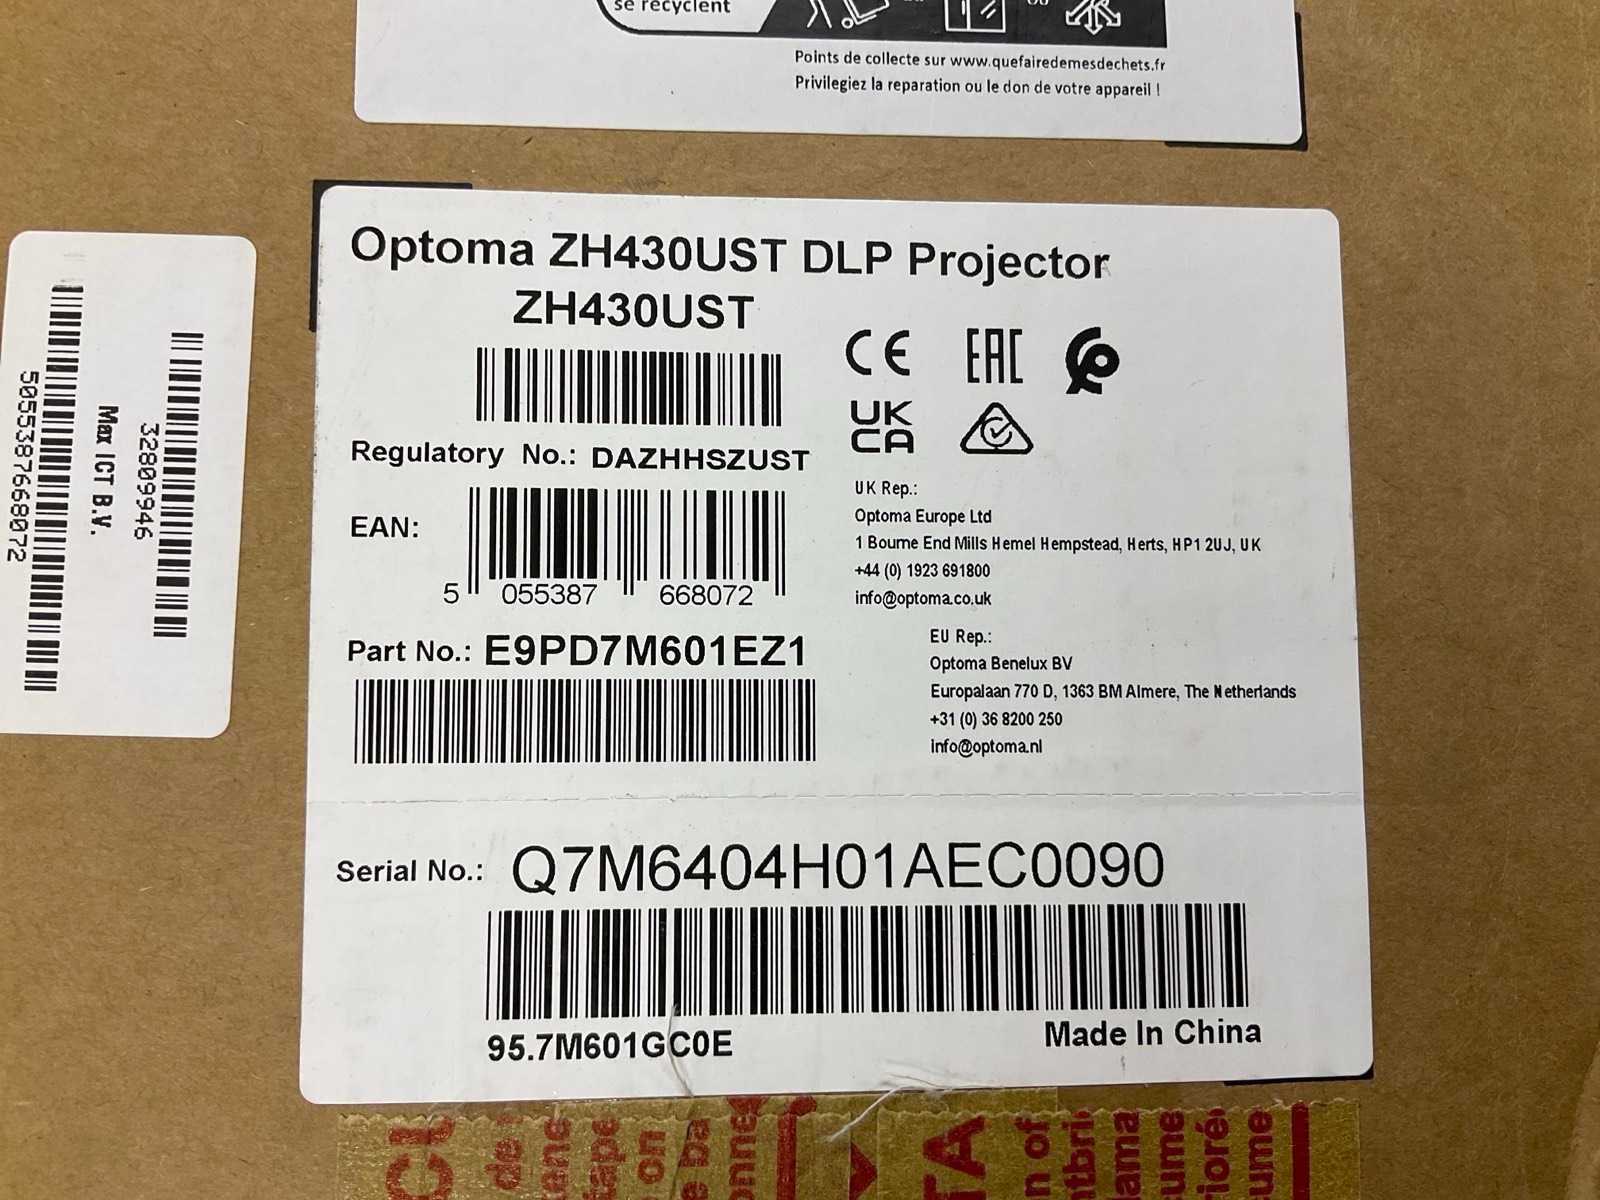 se recyclent
Points de collecte sur www.quefairedemesdechets.fr
Privilegiez la reparation ou le don de votre appareil !
Optoma ZH430UST DLP Projector
ZH430UST
CE EAC
UK
CA
Regulatory No.: DAZHHSZUST
EAN:
5 055387 668072
Part No.: E9PD7M601EZ1
UK Rep.:
Optoma Europe Ltd
1 Bourne End Mills Hemel Hempstead, Herts, HP1 2UJ, UK
+44 (0) 1923 691800
info@optoma.co.uk
EU Rep.:
Optoma Benelux BV
Europalaan 770 D, 1363 BM Almere, The Netherlands
+31 (0) 36 8200 250
info@optoma.nl
Serial No.: Q7M6404H01AEC0090
95.7M601GC0E
Made In China
32809946
Max ICT B.V.
5055387668072